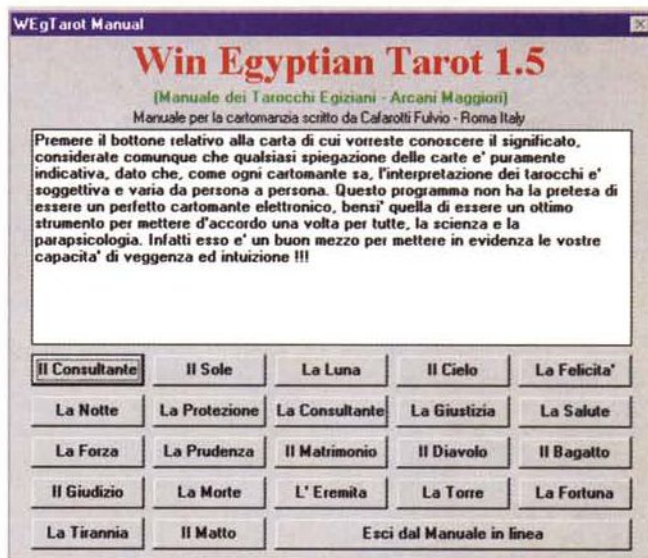 WEgTarot Manual
Win Egyptian Tarot 1.5
(Manuale dei Tarocchi Egiziani - Arcani Maggiori)
Manuale per la cartomanzia scritto da Cafarotti Fulvio - Roma Italy
Premere il bottone relativo alla carta di cui vorreste conoscere il significato,
considerate comunque che qualsiasi spiegazione delle carte e' puramente
indicativa, dato che, come ogni cartomante sa, l'interpretazione dei tarocchi e'
soggettiva e varia da persona a persona. Questo programma non ha la pretesa di
essere un perfetto cartomante elettronico, bensi' quella di essere un ottimo
strumento per mettere d'accordo una volta per tutte, la scienza e la
parapsicologia. Infatti esso e' un buon mezzo per mettere in evidenza le vostre
capacita' di veggenza ed intuizione !!!
Il Consultante Il Sole La Luna Il Cielo La Felicita'
La Notte La Protezione La Consultante La Giustizia La Salute
La Forza La Prudenza Il Matrimonio Il Diavolo Il Bagatto
Il Giudizio La Morte L' Eremita La Torre La Fortuna
La Tirannia Il Matto Esci dal Manuale in linea